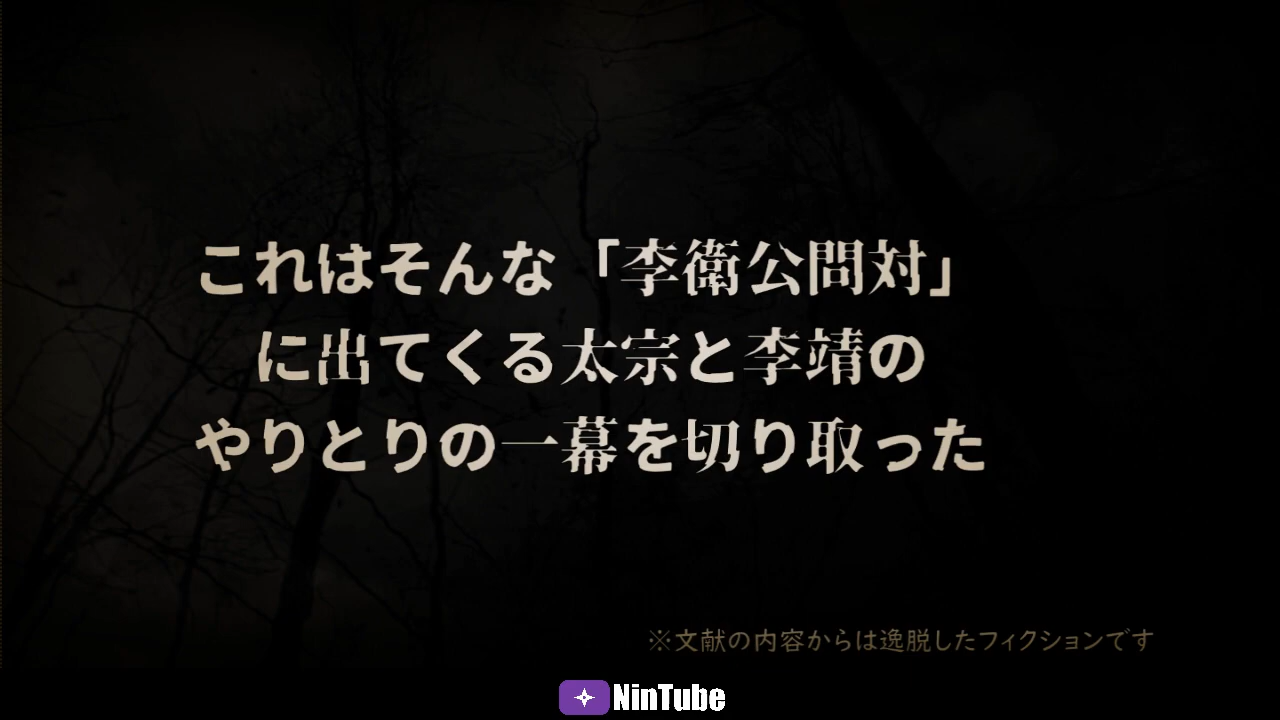 これはそんな「李衛公問対」
に出てくる太宗と李靖の
やりとりの一幕を切り取った
※文献の内容からは逸脱したフィクションです
NinTube